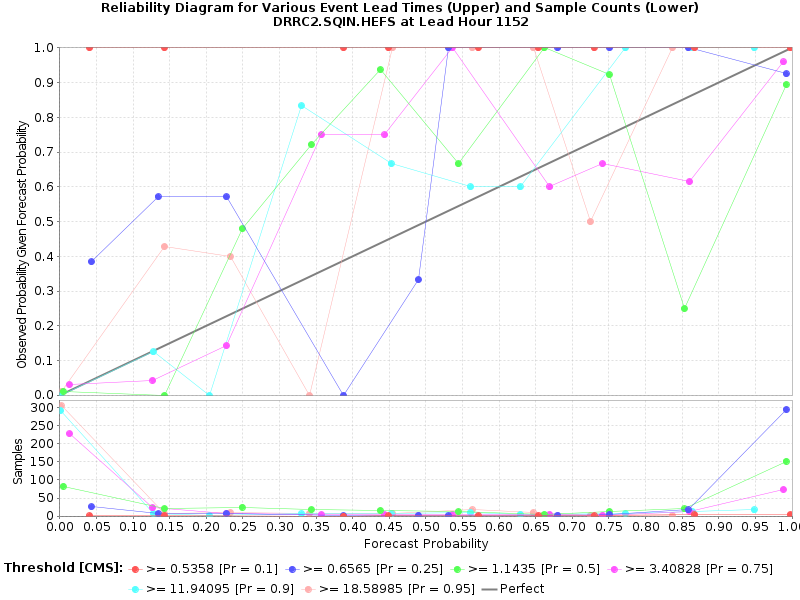 Reliability Diagram for Various Event Lead Times (Upper) and Sample Counts (Lower)
DRRC2.SQIN.HEFS at Lead Hour 1152
Observed Probability Given Forecast Probability
1.0
0.9
0.8
0.7
0.6
0.5
0.4
0.3
0.2
0.1
0.0
Samples
300
250
200
150
100
50
0
0.00 0.05 0.10 0.15 0.20 0.25 0.30 0.35 0.40 0.45 0.50 0.55 0.60 0.65 0.70 0.75 0.80 0.85 0.90 0.95 1.00
Forecast Probability
Threshold [CMS]: >= 0.5358 [Pr = 0.1] >= 0.6565 [Pr = 0.25] >= 1.1435 [Pr = 0.5] >= 3.40828 [Pr = 0.75]
>= 11.94095 [Pr = 0.9] >= 18.58985 [Pr = 0.95] Perfect